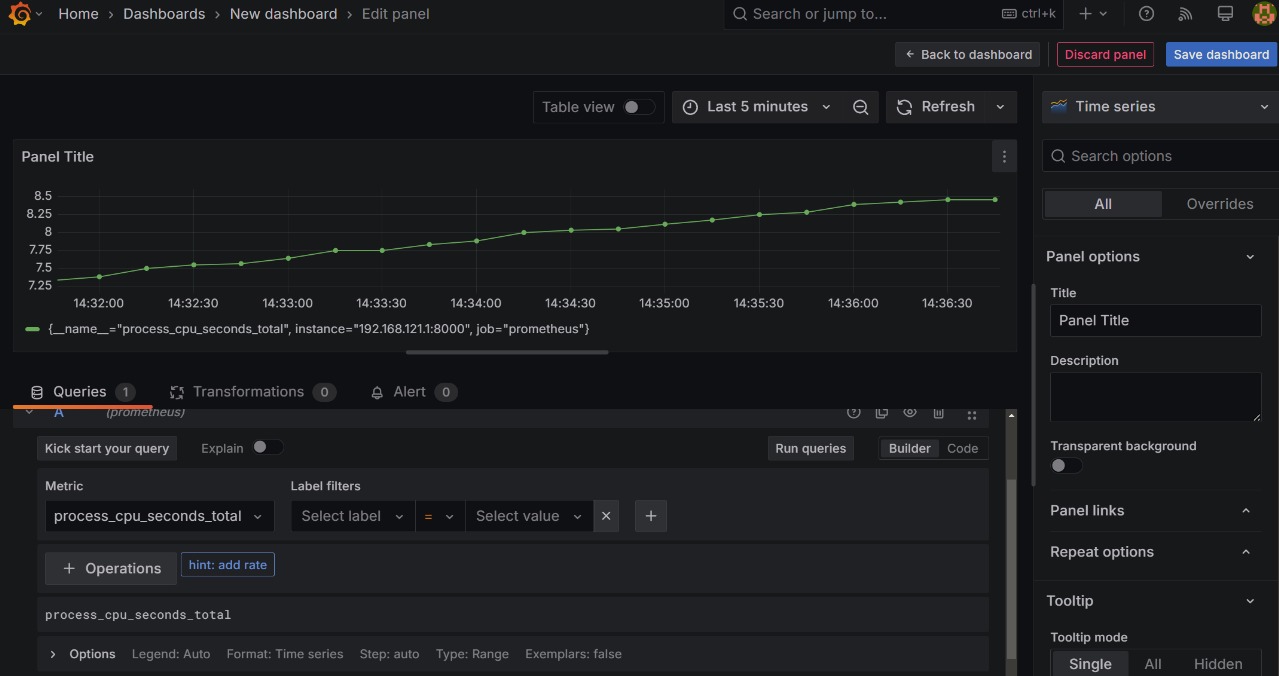 Home > Dashboards > New dashboard > Edit panel
Search or jump to...
ctrl+k
Back to dashboard
Discard panel
Save dashboard
Table view
Last 5 minutes
Refresh
Time series
Panel Title
Search options
All
Overrides
8.5
8.25
8
7.75
7.5
7.25
14:32:00 14:32:30 14:33:00 14:33:30 14:34:00 14:34:30 14:35:00 14:35:30 14:36:00 14:36:30
{__name__="process_cpu_seconds_total", instance="192.168.121.1:8000", job="prometheus"}
Panel options
Title
Panel Title
Description
Transparent background
Panel links
Repeat options
Tooltip
Tooltip mode
Single All Hidden
Queries 1
Transformations 0
Alert 0
A (prometheus)
Kick start your query
Explain
Run queries
Builder Code
Metric
Label filters
process_cpu_seconds_total
Select label
=
Select value
+ Operations
hint: add rate
process_cpu_seconds_total
Options Legend: Auto Format: Time series Step: auto Type: Range Exemplars: false